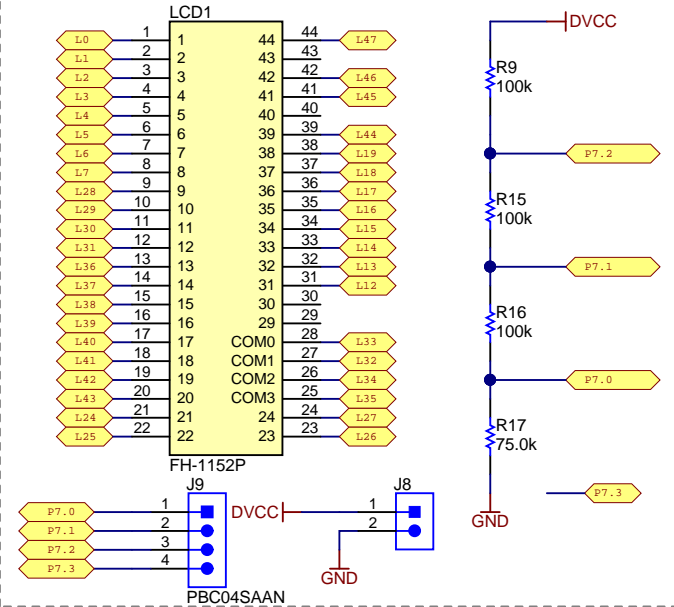 LCD1
L0 1 1 44 44 L47
L1 2 2 43 43
L2 3 3 42 42 L46
L3 4 4 41 41 L45
L4 5 5 40 40
L5 6 6 39 39 L44
L6 7 7 38 38 L19
L7 8 8 37 37 L18
L28 9 9 36 36 L17
L29 10 10 35 35 L16
L30 11 11 34 34 L15
L31 12 12 33 33 L14
L36 13 13 32 32 L13
L37 14 14 31 31 L12
L38 15 15 30 30
L39 16 16 29 29
L40 17 17 COM0 28 L33
L41 18 18 COM1 27 L32
L42 19 19 COM2 26 L34
L43 20 20 COM3 25 L35
L24 21 21 24 24 L27
L25 22 22 23 23 L26
FH-1152P
DVCC
R9
100k
P7.2
R15
100k
P7.1
R16
100k
P7.0
R17
75.0k
GND
P7.3
J9
P7.0 1
P7.1 2
P7.2 3
P7.3 4
PBC04SAAN
J8
DVCC 1
2
GND